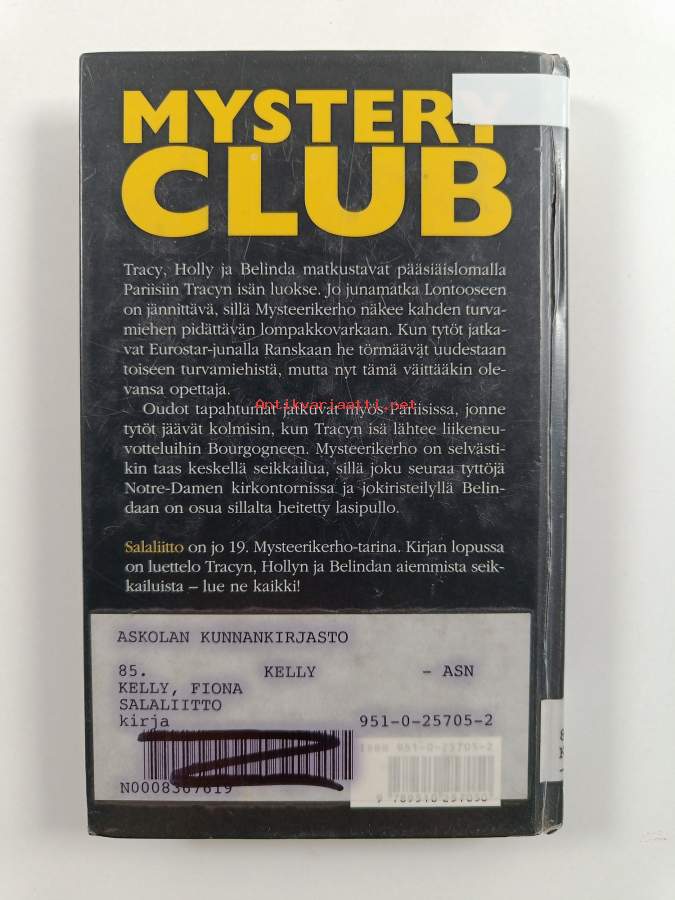 MYSTERY
CLUB
Tracy, Holly ja Belinda matkustavat pääsiäislomalla
Pariisiin Tracyn isän luokse. Jo junamatka Lontooseen
on jännittävä, sillä Mysteerikerho näkee kahden turva-
miehen pidättävän lompakkovarkaan. Kun tytöt jatka-
vat Eurostar-junalla Ranskaan he törmäävät uudestaan
toiseen turvamiehistä, mutta nyt tämä väittääkin ole-
vansa opettaja.
Antikvariaatti.net
Oudot tapahtumat jatkuvat myös Pariisissa, jonne
tytöt jäävät kolmisin, kun Tracyn isä lähtee liikeneu-
votteluihin Bourgogneen. Mysteerikerho on selvästi-
kin taas keskellä seikkailua, sillä joku seuraa tyttöjä
Notre-Damen kirkontornissa ja jokiristeilyllä Belin-
daan on osua sillalta heitetty lasipullo.
Salaliitto on jo 19. Mysteerikerho-tarina. Kirjan lopussa
on luettelo Tracyn, Hollyn ja Belindan aiemmista seik-
kailuista – lue ne kaikki!
ASKOLAN KUNNANKIRJASTO
85. KELLY - ASN
KELLY, FIONA
SALALIITTO
kirja 951-0-25705-2
ISBN 951-0-25705-2
N0008367619